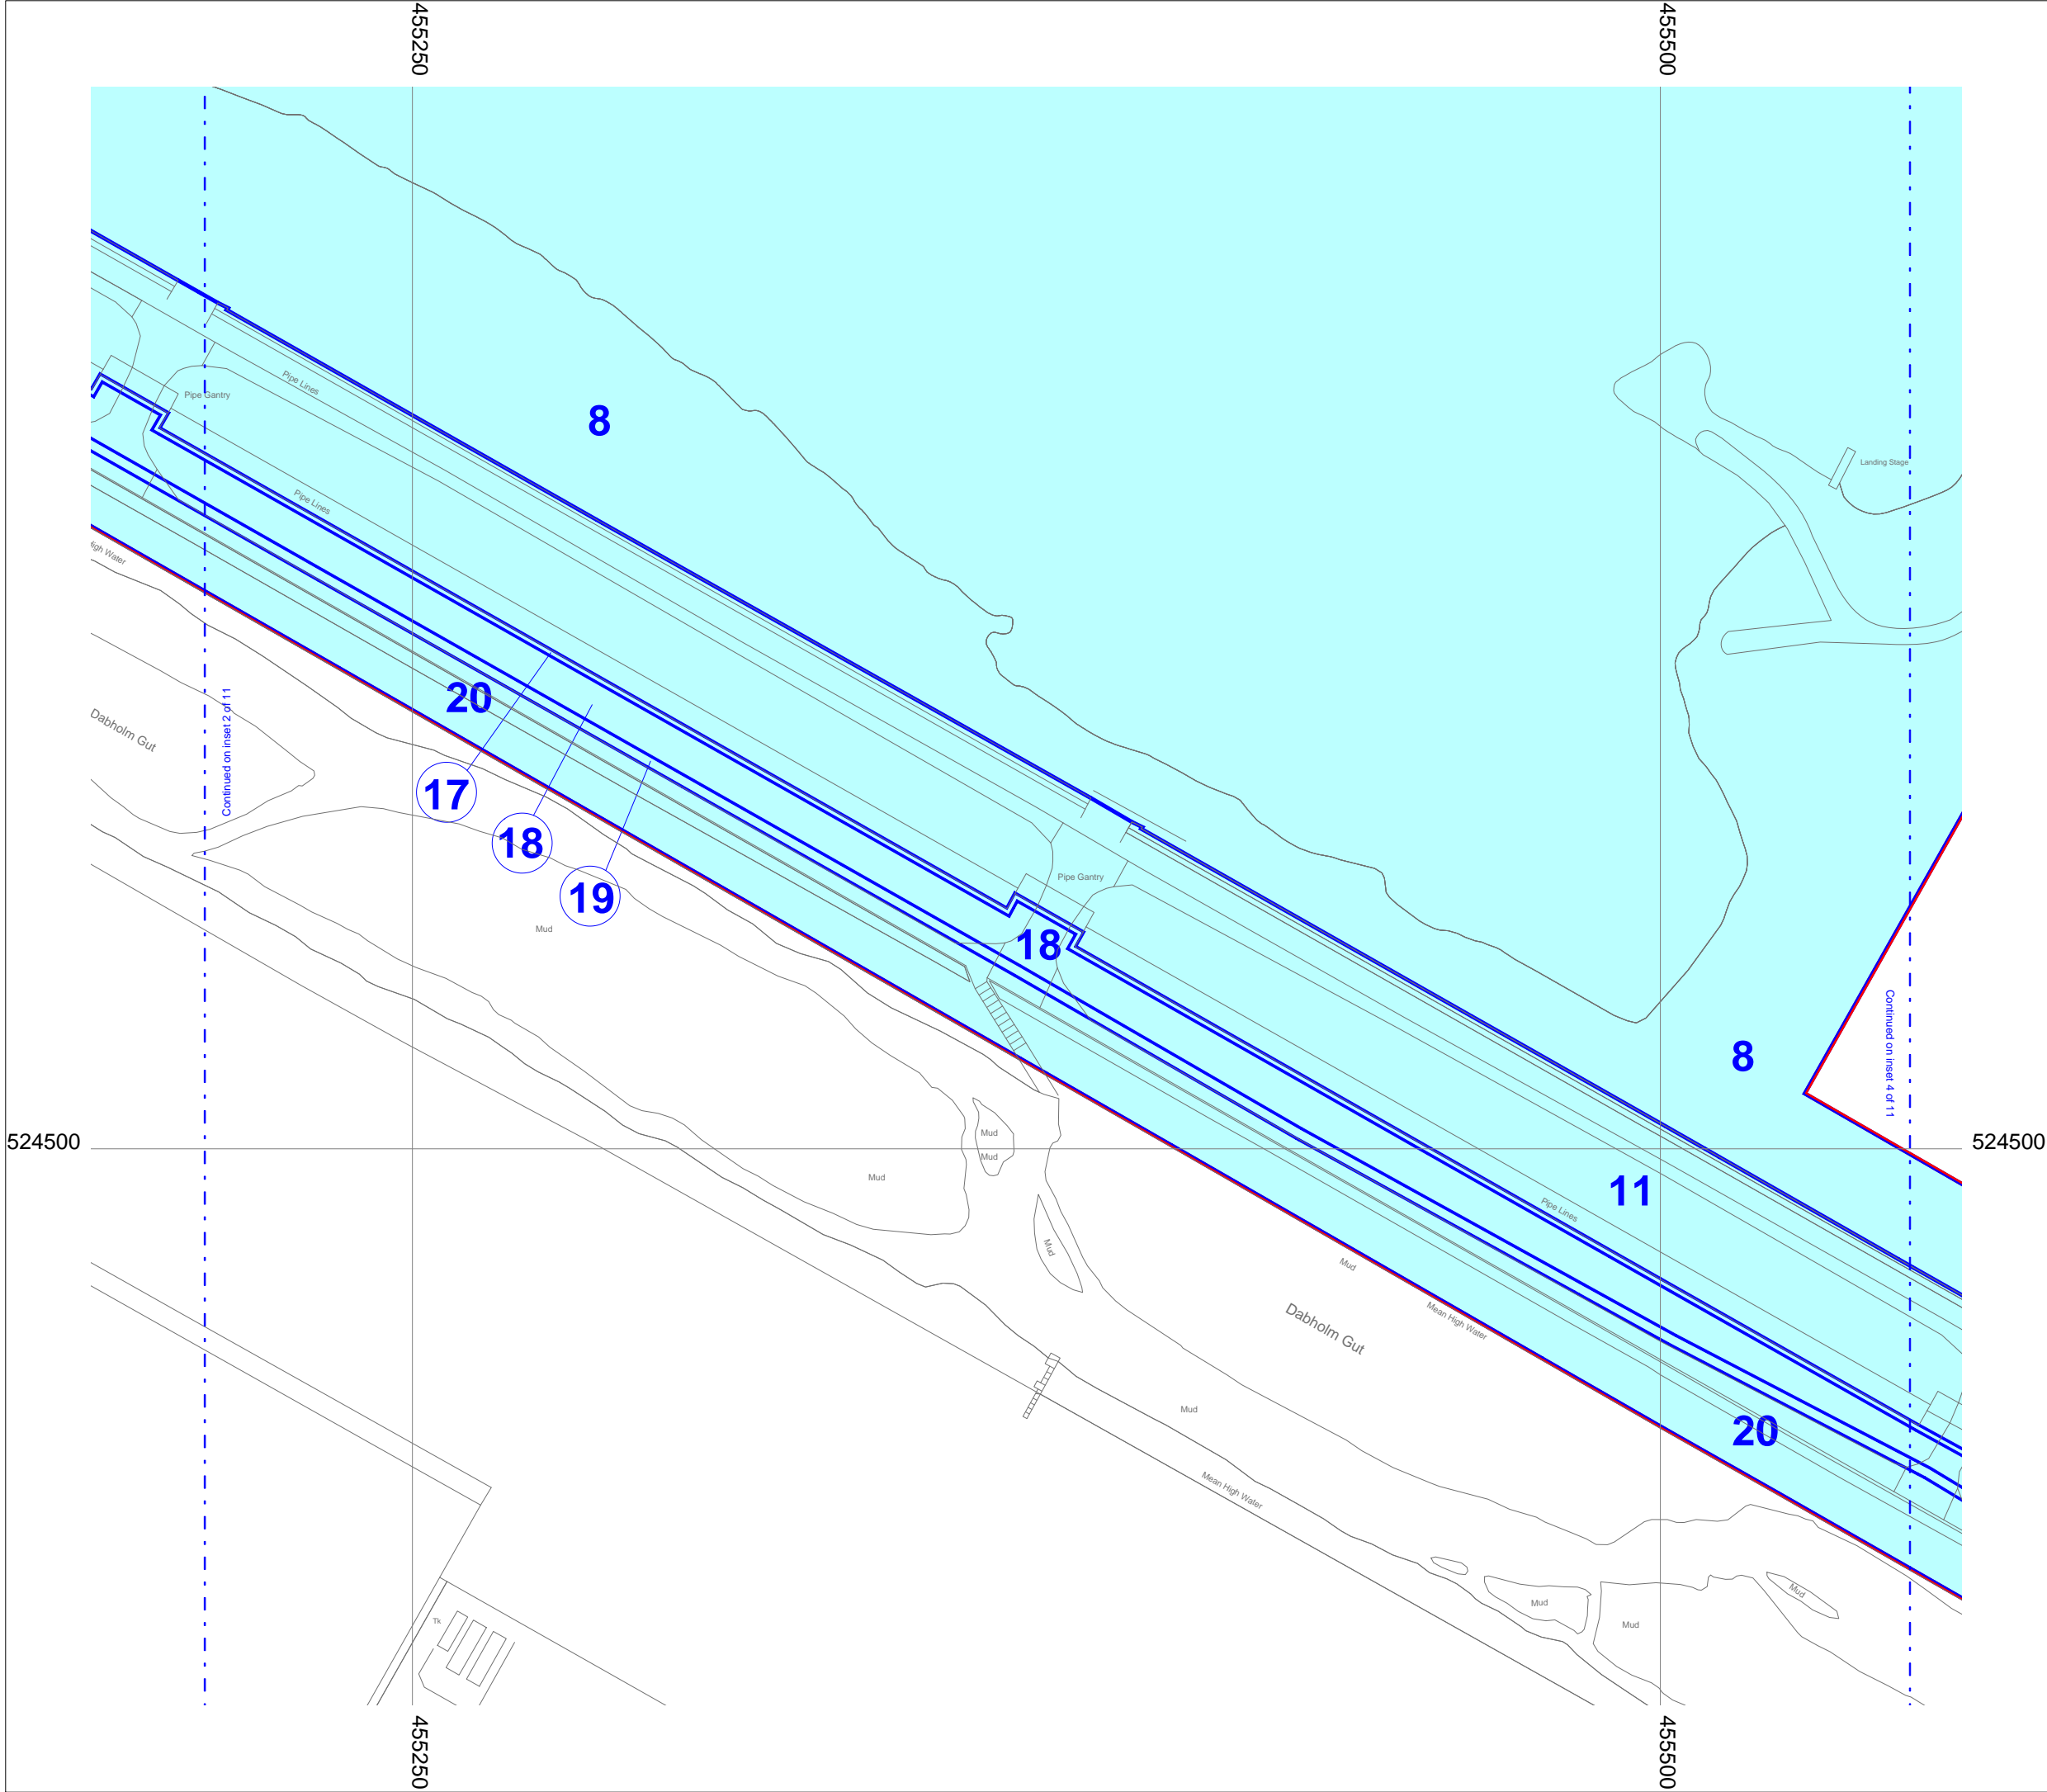 455250
455500
Pipe Lines
Pipe Gantry
8
Landing Stage
Pipe Lines
High Water
20
Dabholm Gut
Continued on inset 2 of 11
17
18
19
Pipe Gantry
Mud
18
Continued on inset 4 of 11
8
524500
524500
Mud
Mud
Mud
11
Pipe Lines
Mud
Mud
Mean High Water
Dabholm Gut
Mud
20
Mean High Water
Mud
Mud
Mud
Tk
455250
455500